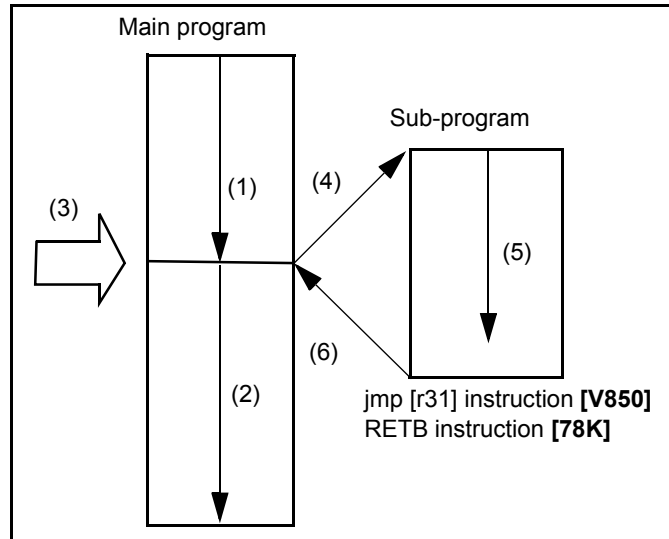 Main program
Sub-program
(1)
(4)
(3)
(5)
(6)
(2)
jmp [r31] instruction [V850]
RETB instruction [78K]